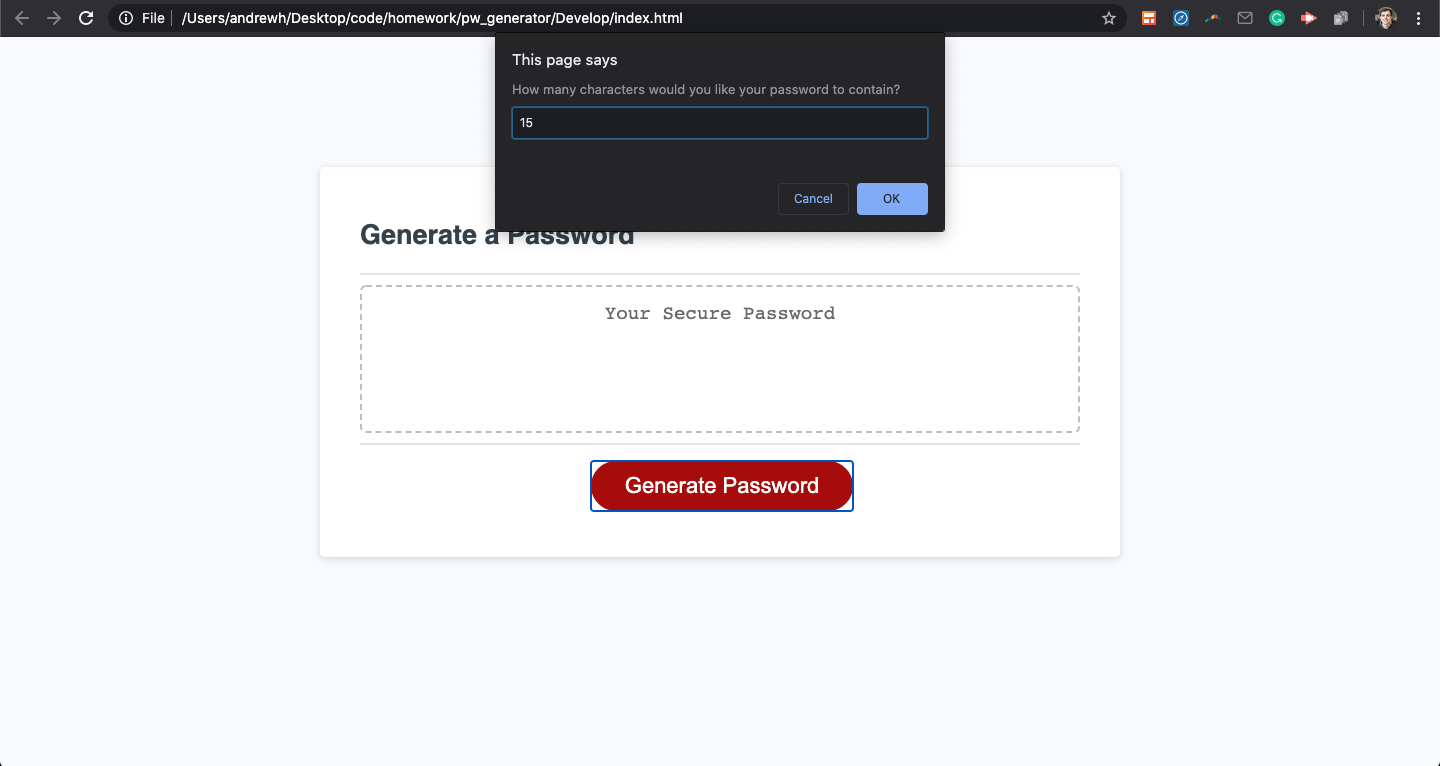 File /Users/andrewh/Desktop/code/homework/pw_generator/Develop/index.html
This page says
How many characters would you like your password to contain?
15
Cancel OK
Generate a Password
Your Secure Password
Generate Password